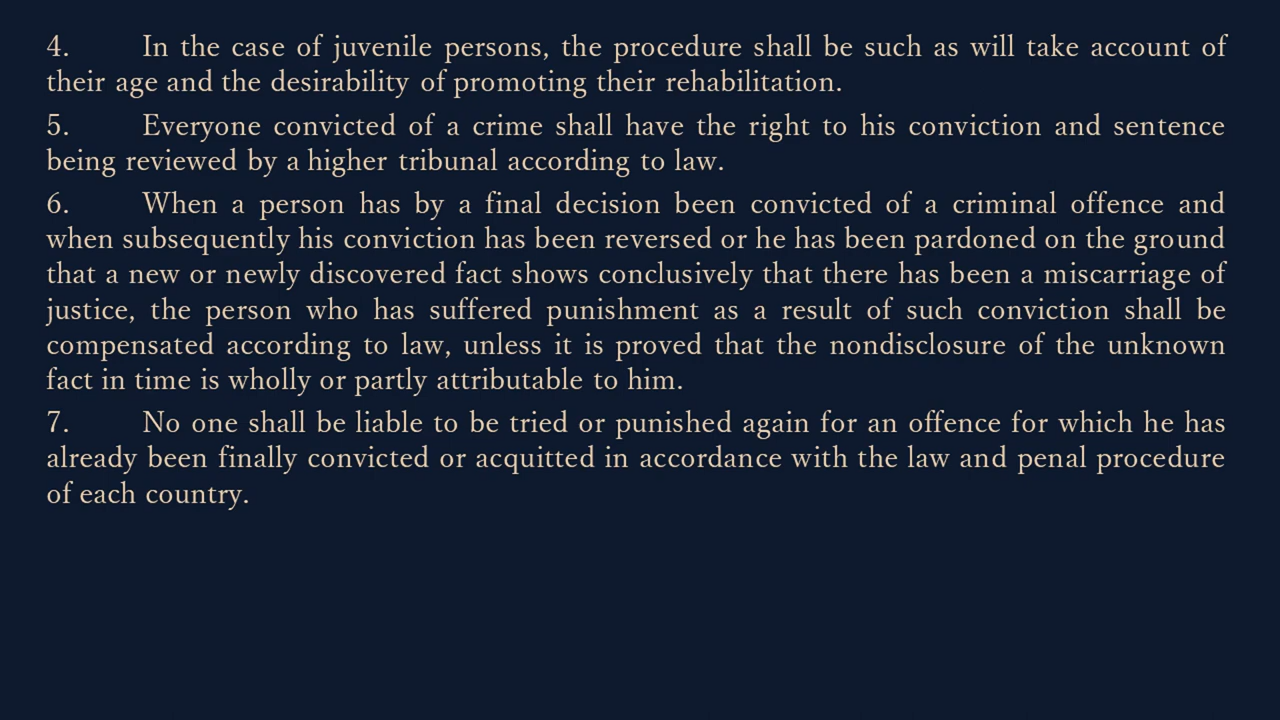 4. In the case of juvenile persons, the procedure shall be such as will take account of
their age and the desirability of promoting their rehabilitation.
5. Everyone convicted of a crime shall have the right to his conviction and sentence
being reviewed by a higher tribunal according to law.
6. When a person has by a final decision been convicted of a criminal offence and
when subsequently his conviction has been reversed or he has been pardoned on the ground
that a new or newly discovered fact shows conclusively that there has been a miscarriage of
justice, the person who has suffered punishment as a result of such conviction shall be
compensated according to law, unless it is proved that the nondisclosure of the unknown
fact in time is wholly or partly attributable to him.
7. No one shall be liable to be tried or punished again for an offence for which he has
already been finally convicted or acquitted in accordance with the law and penal procedure
of each country.